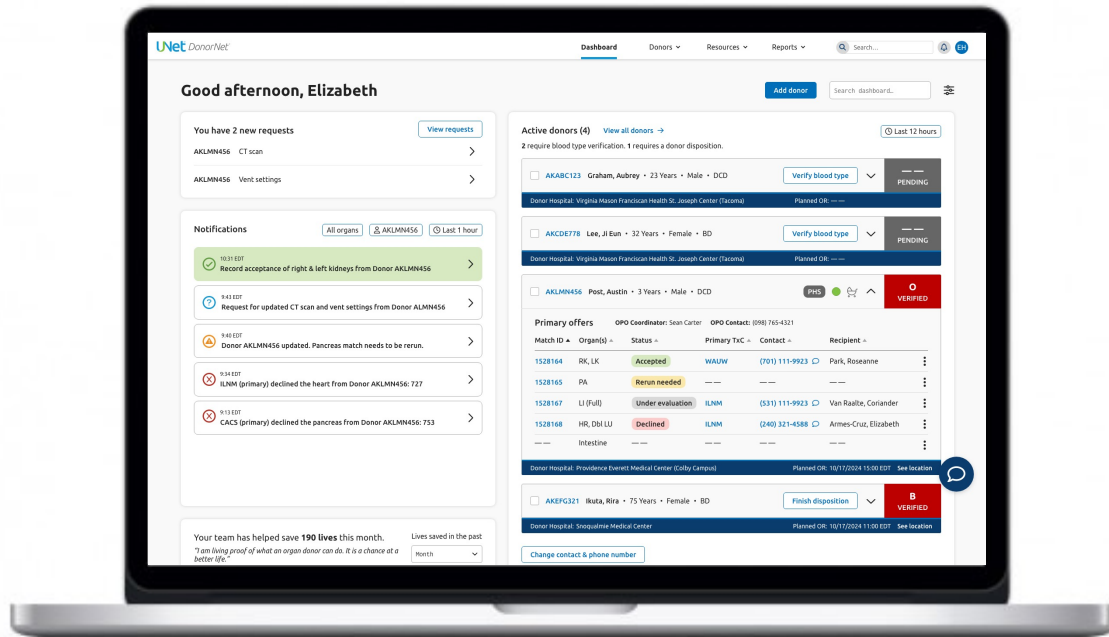 UNet DonorNet
Dashboard
Donors
Resources
Reports
Search...
EH
Good afternoon, Elizabeth
Add donor
Search dashboard..
You have 2 new requests
View requests
AKLMN456 CT scan
AKLMN456 Vent settings
Notifications
All organs
AKLMN456
Last 1 hour
10:31 EDT
Record acceptance of right & left kidneys from Donor AKLMN456
9:43 EDT
Request for updated CT scan and vent settings from Donor ALMN456
9:40 EDT
Donor AKLMN456 updated. Pancreas match needs to be rerun.
9:34 EDT
ILNM (primary) declined the heart from Donor AKLMN456: 727
9:13 EDT
CACS (primary) declined the pancreas from Donor AKLMN456: 753
Your team has helped save 190 lives this month.
"I am living proof of what an organ donor can do. It is a chance at a
better life."
Lives saved in the past
Month
Active donors (4) View all donors →
Last 12 hours
2 require blood type verification. 1 requires a donor disposition.
AKABC123 Graham, Aubrey • 23 Years • Male • DCD
Verify blood type
— —
PENDING
Donor Hospital: Virginia Mason Franciscan Health St. Joseph Center (Tacoma) Planned OR: — —
AKCDE778 Lee, Ji Eun • 32 Years • Female • BD
Verify blood type
— —
PENDING
Donor Hospital: Virginia Mason Franciscan Health St. Joseph Center (Tacoma) Planned OR: — —
AKLMN456 Post, Austin • 3 Years • Male • DCD
PHS
O
VERIFIED
Primary offers OPO Coordinator: Sean Carter OPO Contact: (098) 765-4321
Match ID Organ(s) Status Primary TxC Contact Recipient
1528164 RK, LK Accepted WAUW (701) 111-9923 Park, Roseanne
1528165 PA Rerun needed — — — — — —
1528167 LI (Full) Under evaluation ILNM (531) 111-9923 Van Raalte, Coriander
1528168 HR, Dbl LU Declined ILNM (240) 321-4588 Armes-Cruz, Elizabeth
— — Intestine — — — — — — — —
Donor Hospital: Providence Everett Medical Center (Colby Campus) Planned OR: 10/17/2024 15:00 EDT See location
AKEFG321 Ikuta, Rira • 75 Years • Female • BD
Finish disposition
B
VERIFIED
Donor Hospital: Snoqualmie Medical Center Planned OR: 10/17/2024 11:00 EDT See location
Change contact & phone number